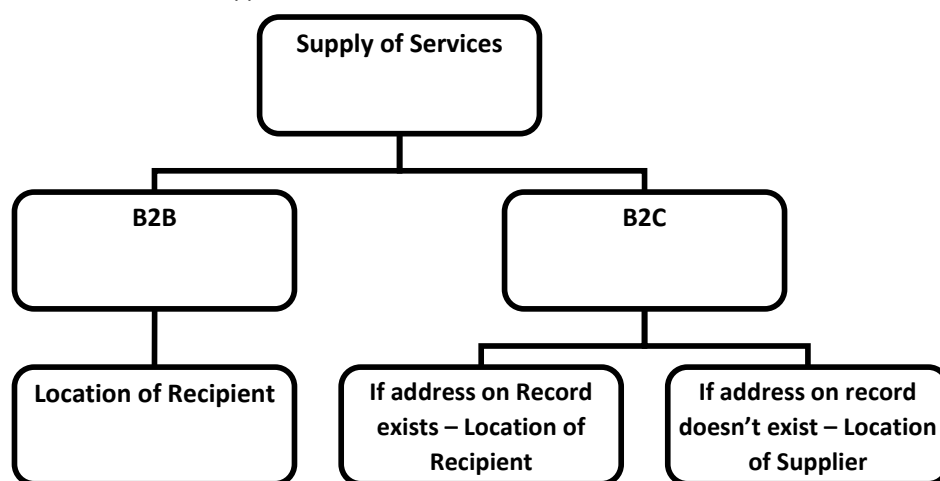 Supply of Services
B2B
B2C
Location of Recipient
If address on Record
exists – Location of
Recipient
If address on record
doesn’t exist – Location
of Supplier